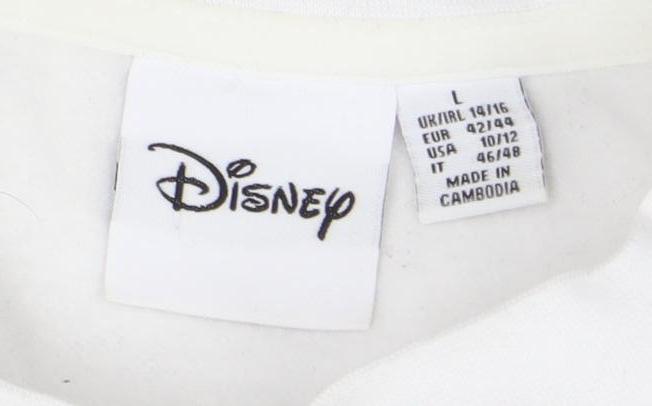 Disney
L
UK/IRL 14/16
EUR 42/44
USA 10/12
IT 46/48
MADE IN
CAMBODIA